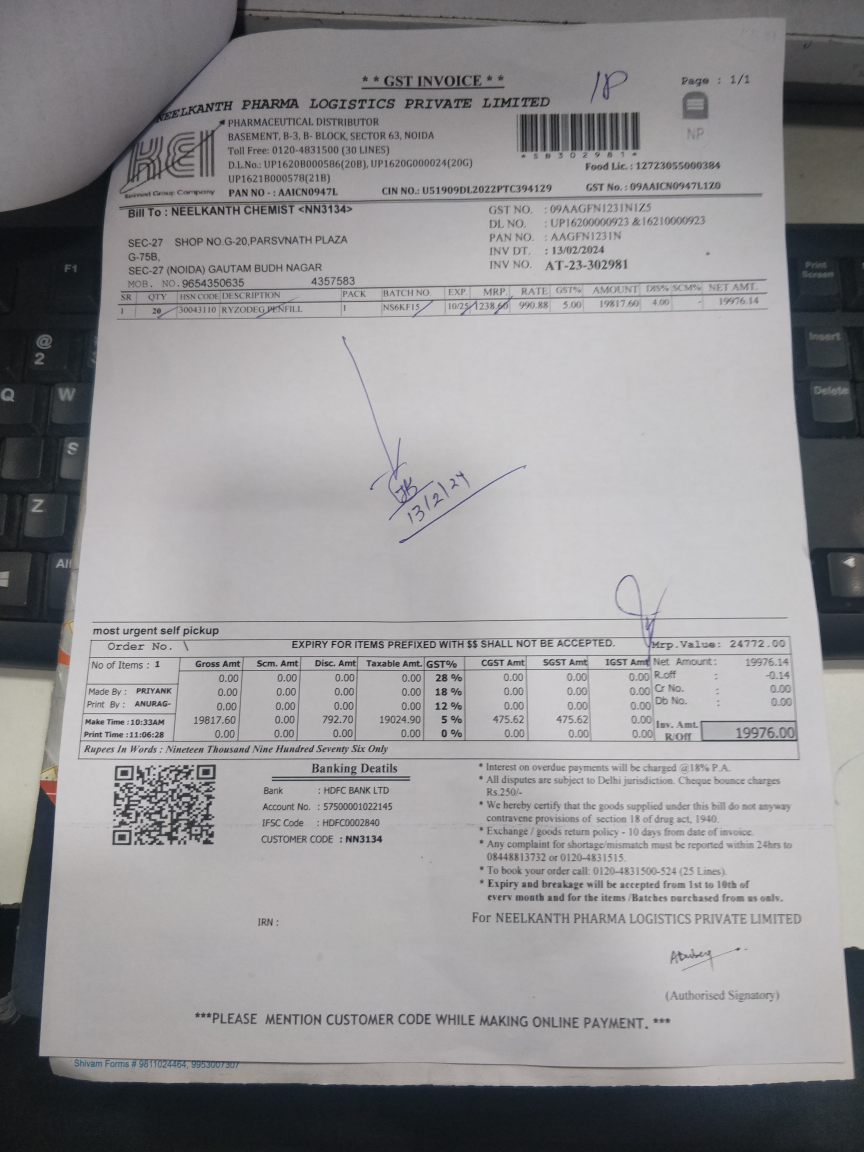 * * GST INVOICE * *
1P
Page : 1/1
NEELKANTH PHARMA LOGISTICS PRIVATE LIMITED
NP
PHARMACEUTICAL DISTRIBUTOR
BASEMENT, B-3, B- BLOCK, SECTOR 63, NOIDA
Toll Free: 0120-4831500 (30 LINES)
*SB302981*
D.L.No.: UP1620B000586(20B), UP1620G000024(20G)
UP1621B000578(21B)
Food Lic. : 12723055000384
Group Company
PAN NO - : AAICN0947L
CIN NO.: U51909DL2022PTC394129
GST No. : 09AAICN0947L1Z0
Bill To : NEELKANTH CHEMIST <NN3134>
GST NO. : 09AAGFN1231N1Z5
DL NO. : UP16200000923 &16210000923
SEC-27 SHOP NO.G-20,PARSVNATH PLAZA
PAN NO. : AAGFN1231N
G-75B,
INV DT. : 13/02/2024
SEC-27 (NOIDA) GAUTAM BUDH NAGAR
INV NO. AT-23-302981
MOB. NO.9654350635 4357583
SR QTY HSN CODE DESCRIPTION PACK BATCH NO. EXP. MRP. RATE GST% AMOUNT DIS% SCM% NET AMT.
1 20 30043110 RYZODEG PENFILL 1 NS6KF15 10/25 1238.60 990.88 5.00 19817.60 4.00 - 19976.14
13/2/24
most urgent self pickup
Order No. \ EXPIRY FOR ITEMS PREFIXED WITH $$ SHALL NOT BE ACCEPTED. Mrp.Value: 24772.00
No of Items : 1 Gross Amt Scm. Amt Disc. Amt Taxable Amt. GST% CGST Amt SGST Amt IGST Amt Net Amount: 19976.14
0.00 0.00 0.00 0.00 28 % 0.00 0.00 0.00 R.off : -0.14
Made By : PRIYANK 0.00 0.00 0.00 0.00 18 % 0.00 0.00 0.00 Cr No. : 0.00
Print By : ANURAG- 0.00 0.00 0.00 0.00 12 % 0.00 0.00 0.00 Db No. : 0.00
Make Time :10:33AM 19817.60 0.00 792.70 19024.90 5 % 475.62 475.62 0.00 Inv. Amt.
Print Time :11:06:28 0.00 0.00 0.00 0.00 0 % 0.00 0.00 0.00 R/Off 19976.00
Rupees In Words : Nineteen Thousand Nine Hundred Seventy Six Only
Banking Deatils
Bank : HDFC BANK LTD
Account No. : 57500001022145
IFSC Code : HDFC0002840
CUSTOMER CODE : NN3134
* Interest on overdue payments will be charged @18% P.A.
* All disputes are subject to Delhi jurisdiction. Cheque bounce charges
Rs.250/-
* We hereby certify that the goods supplied under this bill do not anyway
contravene provisions of section 18 of drug act, 1940.
* Exchange / goods return policy - 10 days from date of invoice.
* Any complaint for shortage/mismatch must be reported within 24hrs to
08448813732 or 0120-4831515.
* To book your order call: 0120-4831500-524 (25 Lines).
* Expiry and breakage will be accepted from 1st to 10th of
every month and for the items /Batches purchased from us only.
IRN :
For NEELKANTH PHARMA LOGISTICS PRIVATE LIMITED
(Authorised Signatory)
***PLEASE MENTION CUSTOMER CODE WHILE MAKING ONLINE PAYMENT. ***
Shivam Forms # 9811024464, 9953007307
F1
@
2
Q
W
S
Z
Print
Screen
Insert
Delete